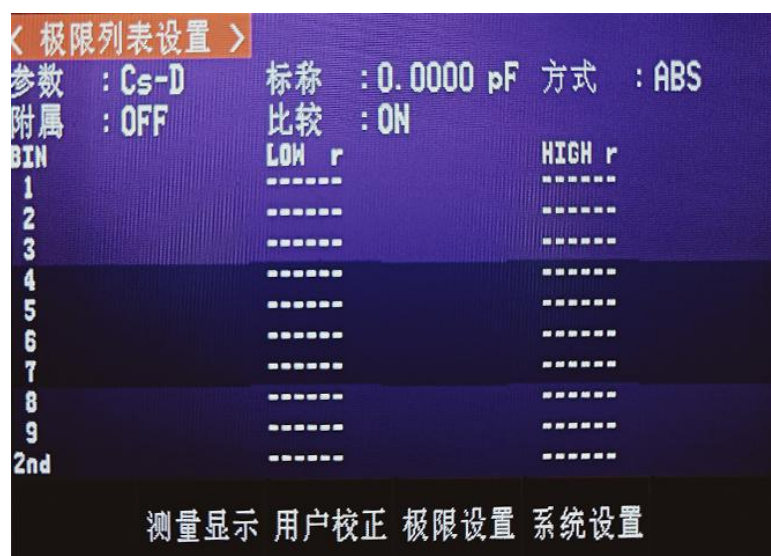 < 极限列表设置 >
参数 : Cs-D 标称 : 0.0000 pF 方式 : ABS
附属 : OFF 比较 : ON
BIN LOW r HIGH r
1 ------ ------
2 ------ ------
3 ------ ------
4 ------ ------
5 ------ ------
6 ------ ------
7 ------ ------
8 ------ ------
9 ------ ------
2nd ------ ------
测量显示 用户校正 极限设置 系统设置